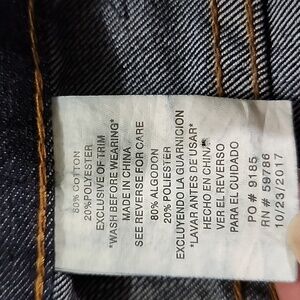 80% COTTON
20% POLYESTER
EXCLUSIVE OF TRIM
"WASH BEFORE WEARING"
MADE IN CHINA
SEE REVERSE FOR CARE
80% ALGODON
20% POLIESTER
EXCLUYENDO LA GUARNICION
"LAVAR ANTES DE USAR"
HECHO EN CHINA
VER EL REVERSO
PARA EL CUIDADO
PO # 9185
RN # 59786
10/23/2017